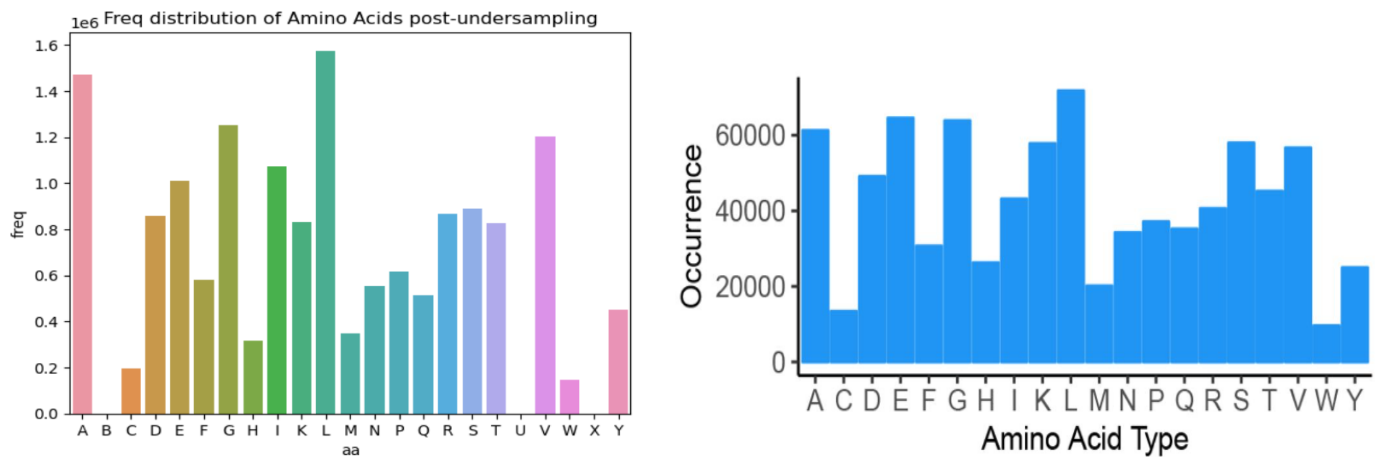 1e6 Freq distribution of Amino Acids post-undersampling
1.6
1.4
1.2
1.0
0.8
0.6
0.4
0.2
0.0
freq
A B C D E F G H I K L M N P Q R S T U V W X Y
aa
60000
40000
20000
0
Occurrence
A C D E F G H I K L M N P Q R S T V W Y
Amino Acid Type